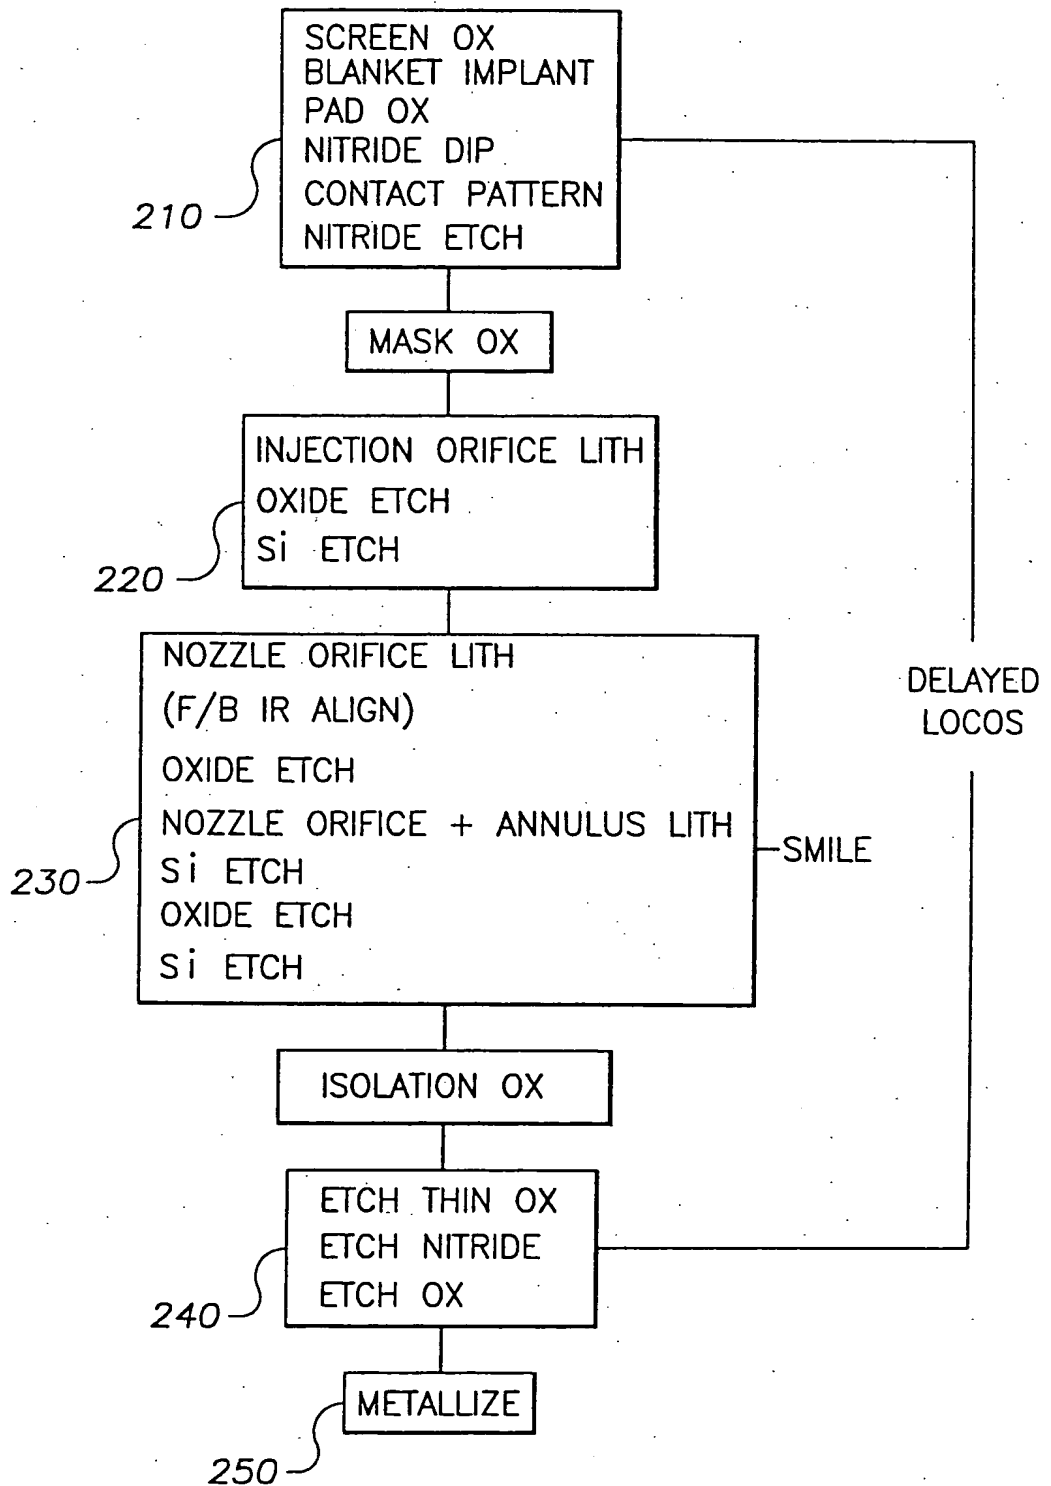 SCREEN OX
BLANKET IMPLANT
PAD OX
NITRIDE DIP
CONTACT PATTERN
NITRIDE ETCH
210
MASK OX
INJECTION ORIFICE LITH
OXIDE ETCH
Si ETCH
220
NOZZLE ORIFICE LITH
(F/B IR ALIGN)
OXIDE ETCH
NOZZLE ORIFICE + ANNULUS LITH
Si ETCH
OXIDE ETCH
Si ETCH
230
SMILE
DELAYED
LOCOS
ISOLATION OX
ETCH THIN OX
ETCH NITRIDE
ETCH OX
240
METALLIZE
250